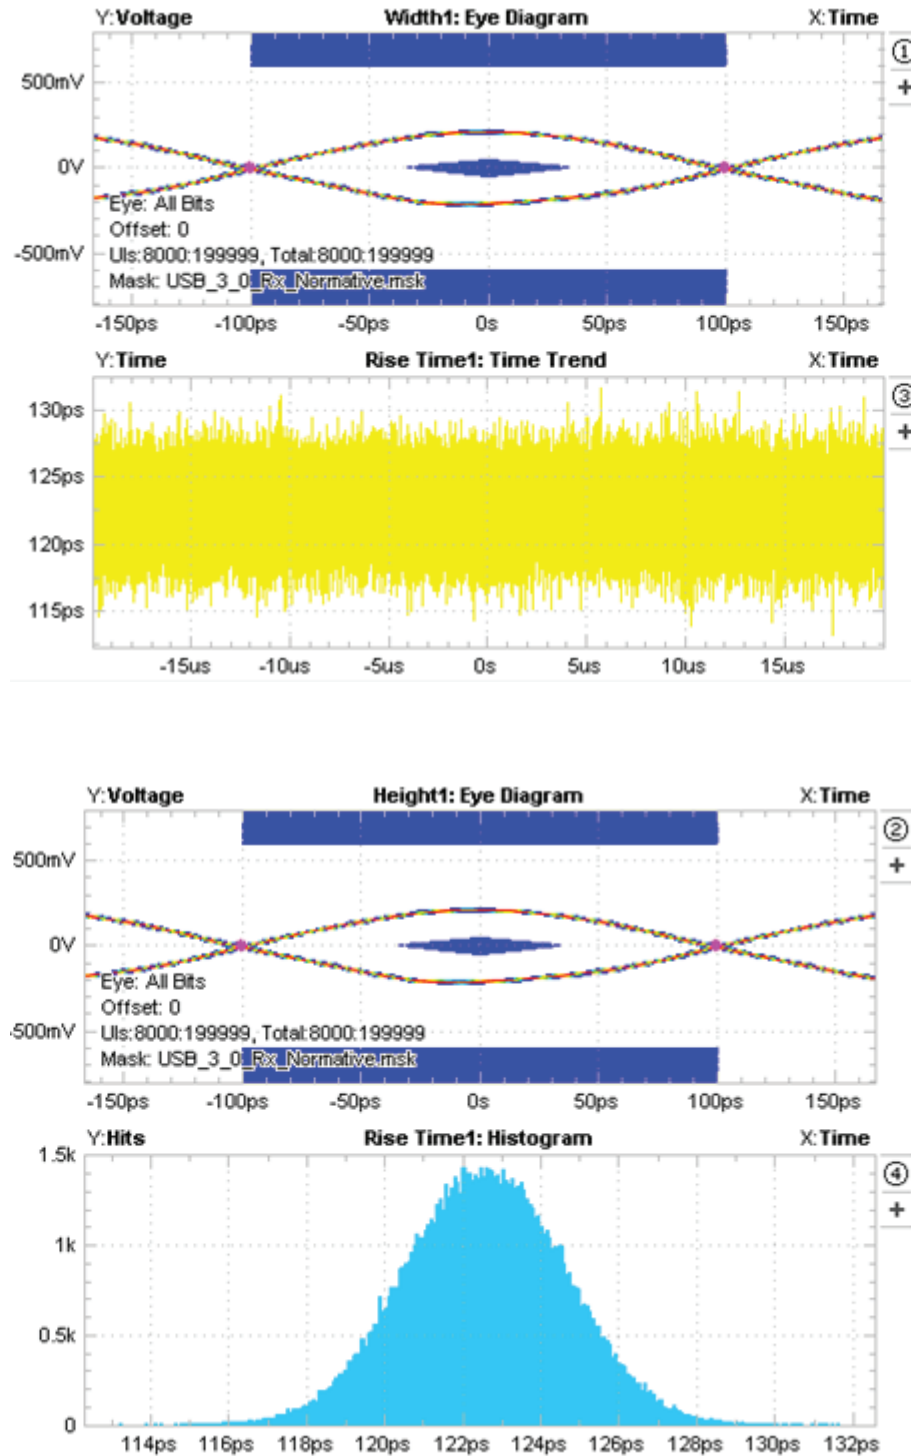 Y:Voltage Width1: Eye Diagram X:Time
①
+
500mV
0V
-500mV
Eye: All Bits
Offset: 0
UIs:8000:199999, Total:8000:199999
Mask: USB_3_0_Rx_Normative.msk
-150ps -100ps -50ps 0s 50ps 100ps 150ps
Y:Time Rise Time1: Time Trend X:Time
③
+
130ps
125ps
120ps
115ps
-15us -10us -5us 0s 5us 10us 15us
Y:Voltage Height1: Eye Diagram X:Time
②
+
500mV
0V
-500mV
Eye: All Bits
Offset: 0
UIs:8000:199999, Total:8000:199999
Mask: USB_3_0_Rx_Normative.msk
-150ps -100ps -50ps 0s 50ps 100ps 150ps
Y:Hits Rise Time1: Histogram X:Time
④
+
1.5k
1k
0.5k
0
114ps 116ps 118ps 120ps 122ps 124ps 126ps 128ps 130ps 132ps